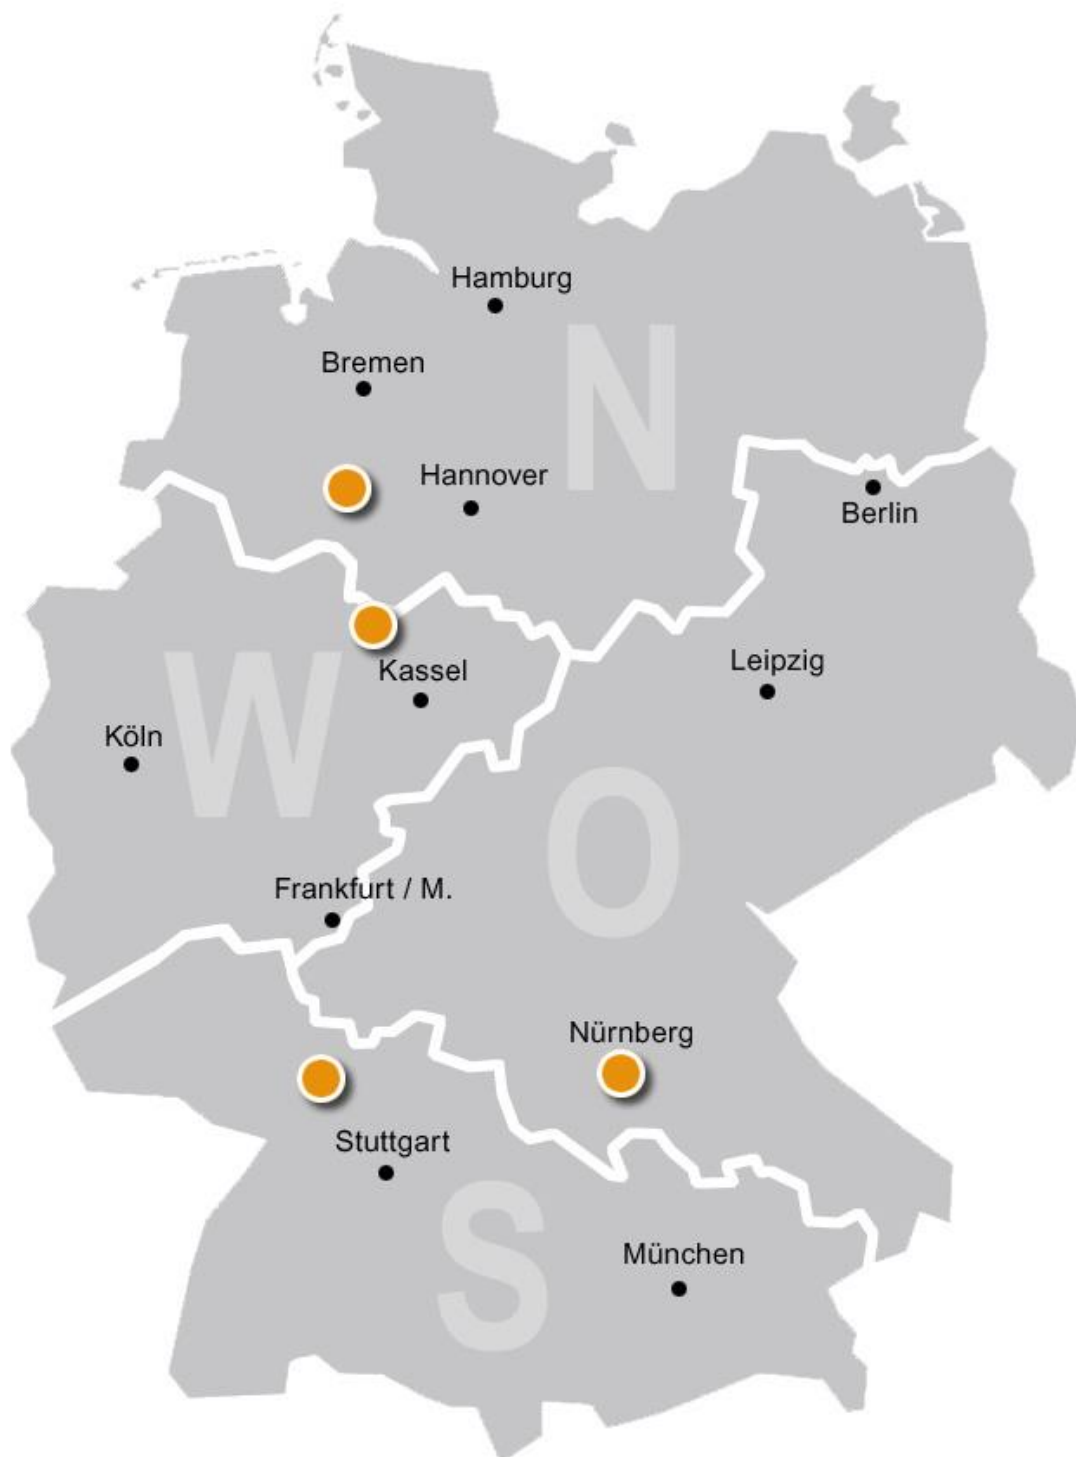 Hamburg
N
Bremen
Hannover
Berlin
W
Kassel
Leipzig
Köln
O
Frankfurt / M.
Nürnberg
Stuttgart
S
München